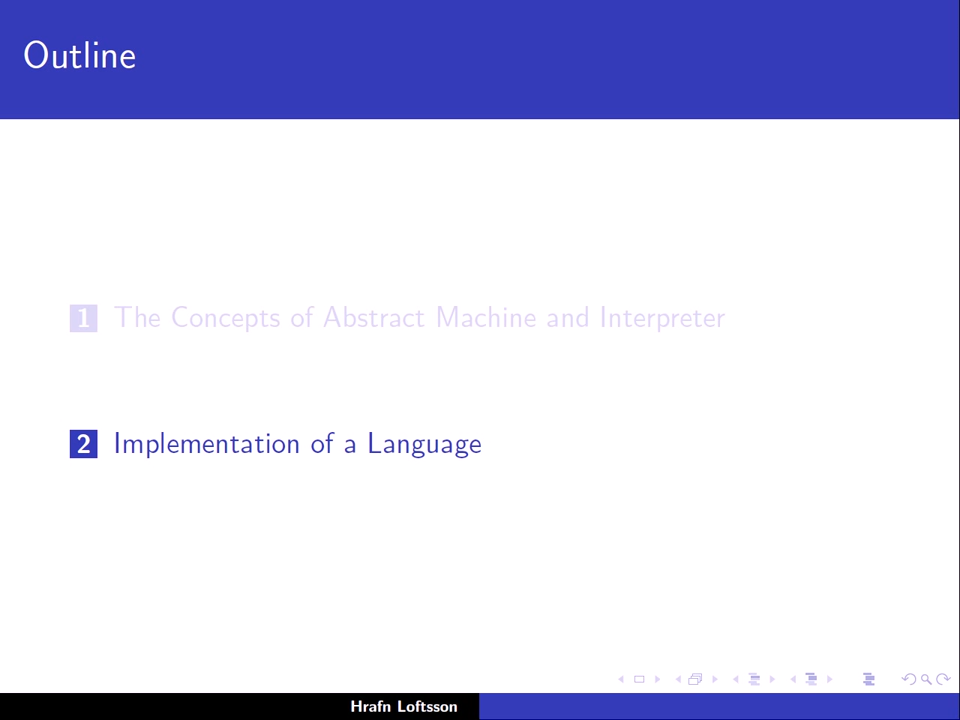 Outline
1 The Concepts of Abstract Machine and Interpreter
2 Implementation of a Language
Hrafn Loftsson